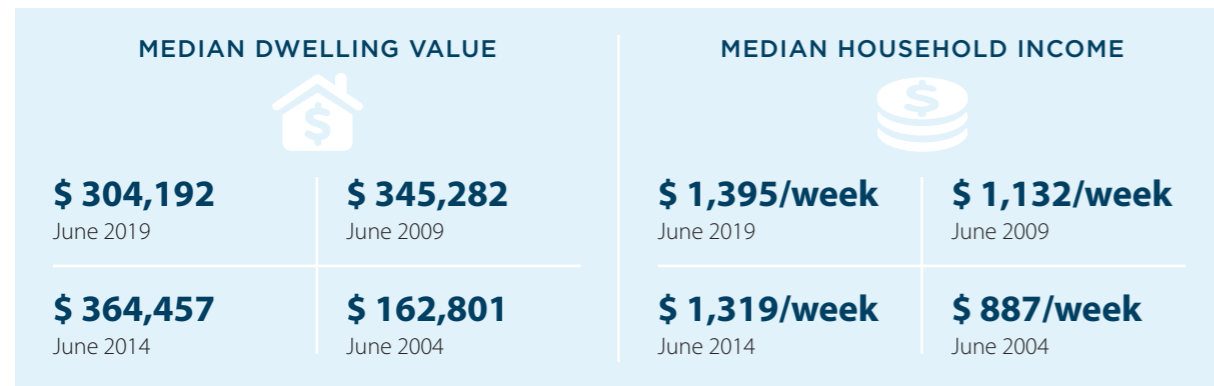 MEDIAN DWELLING VALUE
$
$ 304,192
June 2019
$ 345,282
June 2009
$ 364,457
June 2014
$ 162,801
June 2004
MEDIAN HOUSEHOLD INCOME
$
$ 1,395/week
June 2019
$ 1,132/week
June 2009
$ 1,319/week
June 2014
$ 887/week
June 2004